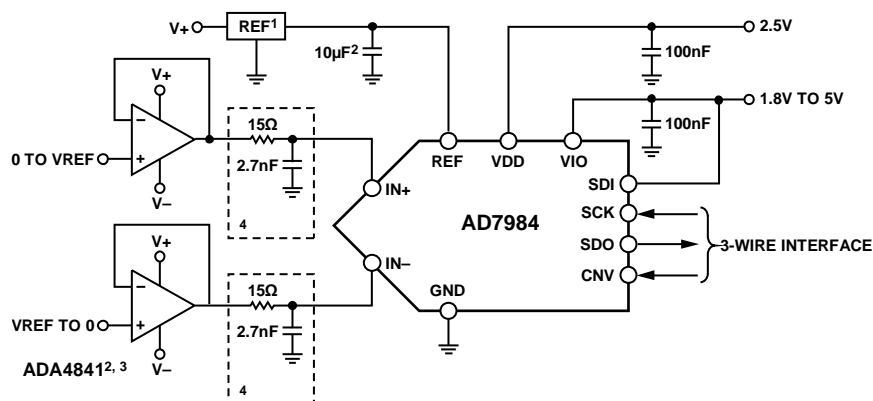 V+
REF1
10µF2
100nF
2.5V
V+
100nF
1.8V TO 5V
15Ω
–
+
0 TO VREF
2.7nF
REF
VDD
VIO
V–
IN+
SDI
4
AD7984
SCK
SDO
3-WIRE INTERFACE
V+
IN–
CNV
15Ω
GND
–
+
VREF TO 0
2.7nF
V–
ADA48412, 3
4